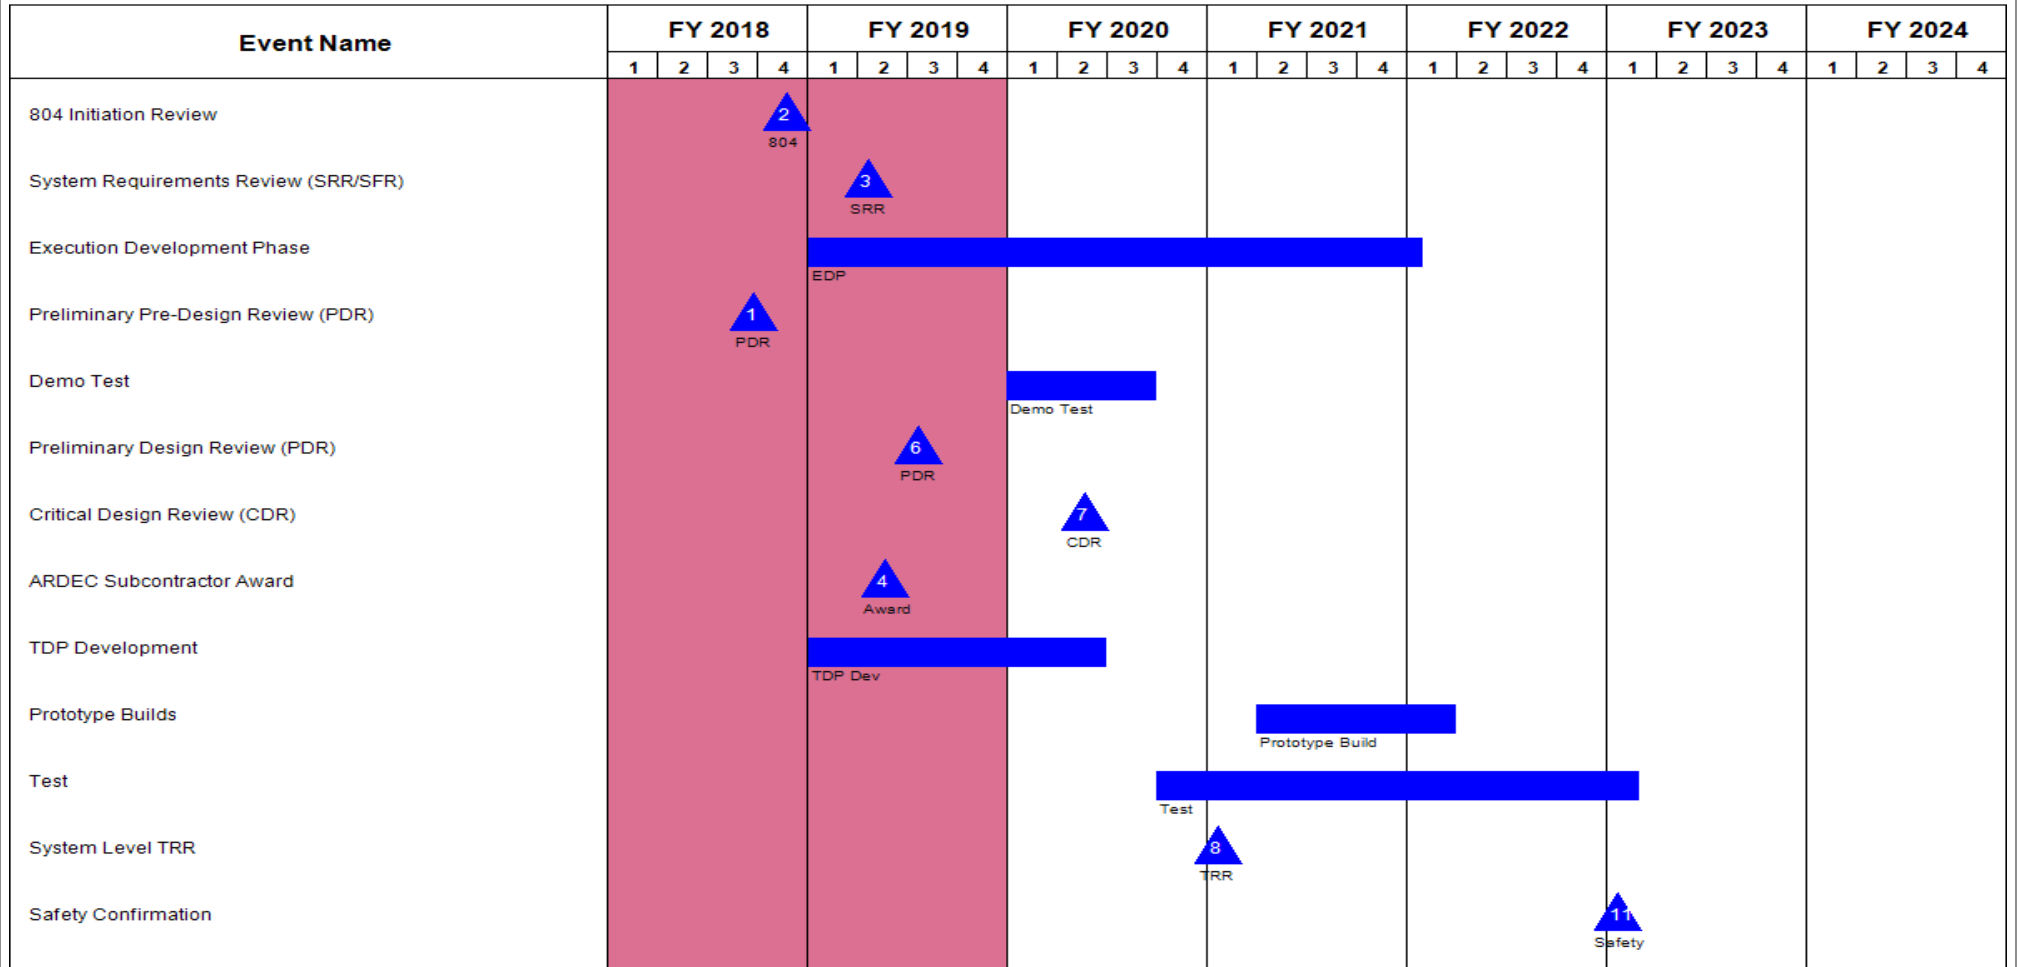 Event Name FY 2018 FY 2019 FY 2020 FY 2021 FY 2022 FY 2023 FY 2024
1 2 3 4 1 2 3 4 1 2 3 4 1 2 3 4 1 2 3 4 1 2 3 4 1 2 3 4
804 Initiation Review 2
804
System Requirements Review (SRR/SFR) 3
SRR
Execution Development Phase
EDP
Preliminary Pre-Design Review (PDR) 1
PDR
Demo Test
Demo Test
Preliminary Design Review (PDR) 6
PDR
Critical Design Review (CDR) 7
CDR
ARDEC Subcontractor Award 4
Award
TDP Development
TDP Dev
Prototype Builds
Prototype Build
Test
Test
System Level TRR 8
TRR
Safety Confirmation 11
Safety